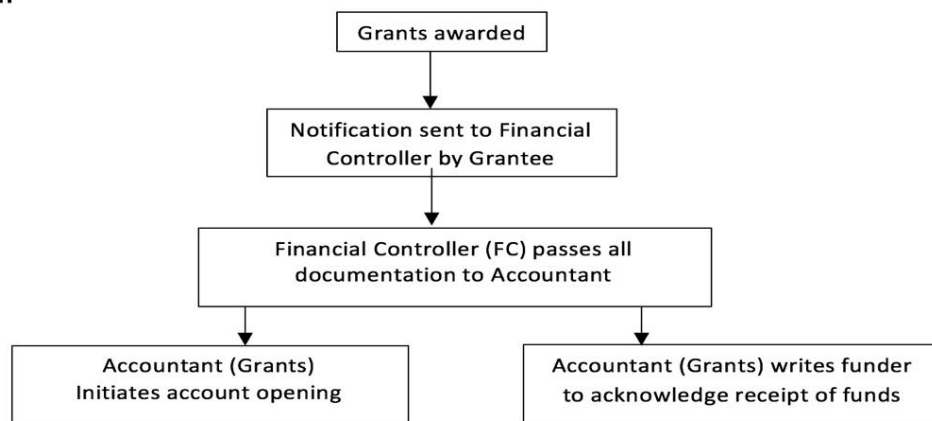 Grants awarded
Notification sent to Financial
Controller by Grantee
Financial Controller (FC) passes all
documentation to Accountant
Accountant (Grants)
Initiates account opening
Accountant (Grants) writes funder
to acknowledge receipt of funds